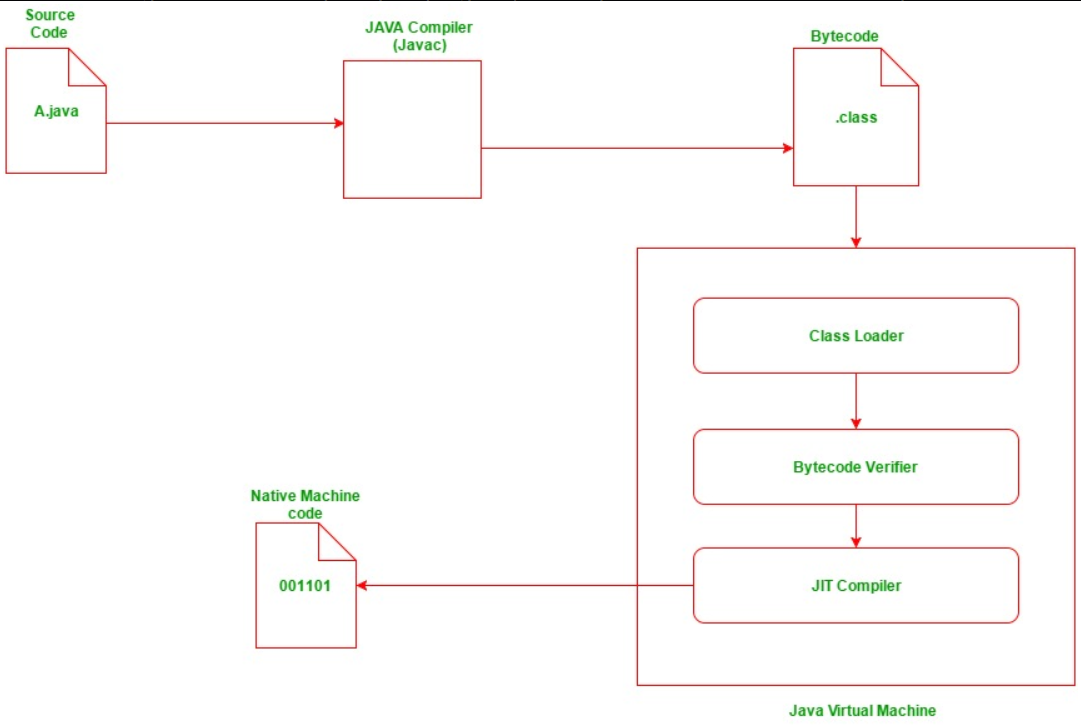 Source
Code
A.java
JAVA Compiler
(Javac)
Bytecode
.class
Class Loader
Bytecode Verifier
JIT Compiler
Native Machine
code
001101
Java Virtual Machine